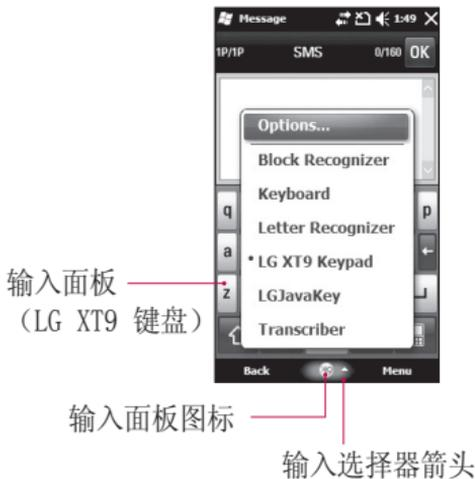 Message 1:49
1P/1P SMS 0/160 OK
Options...
Block Recognizer
Keyboard
q p
Letter Recognizer
a
LG XT9 Keypad
z
LGJavaKey
Transcriber
Back Menu
输入面板
（LG XT9 键盘）
输入面板图标
输入选择器箭头